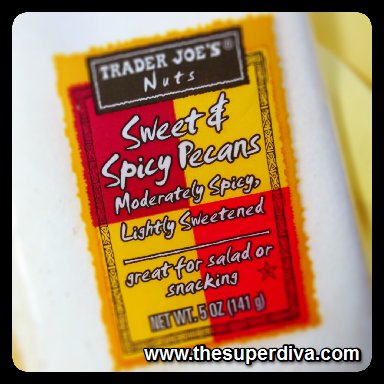 TRADER JOE'S®
Nuts
Sweet &
Spicy Pecans
Moderately Spicy,
Lightly Sweetened
great for salad or
snacking
NET WT. 5 OZ (141 g)
www.thesuperdiva.com